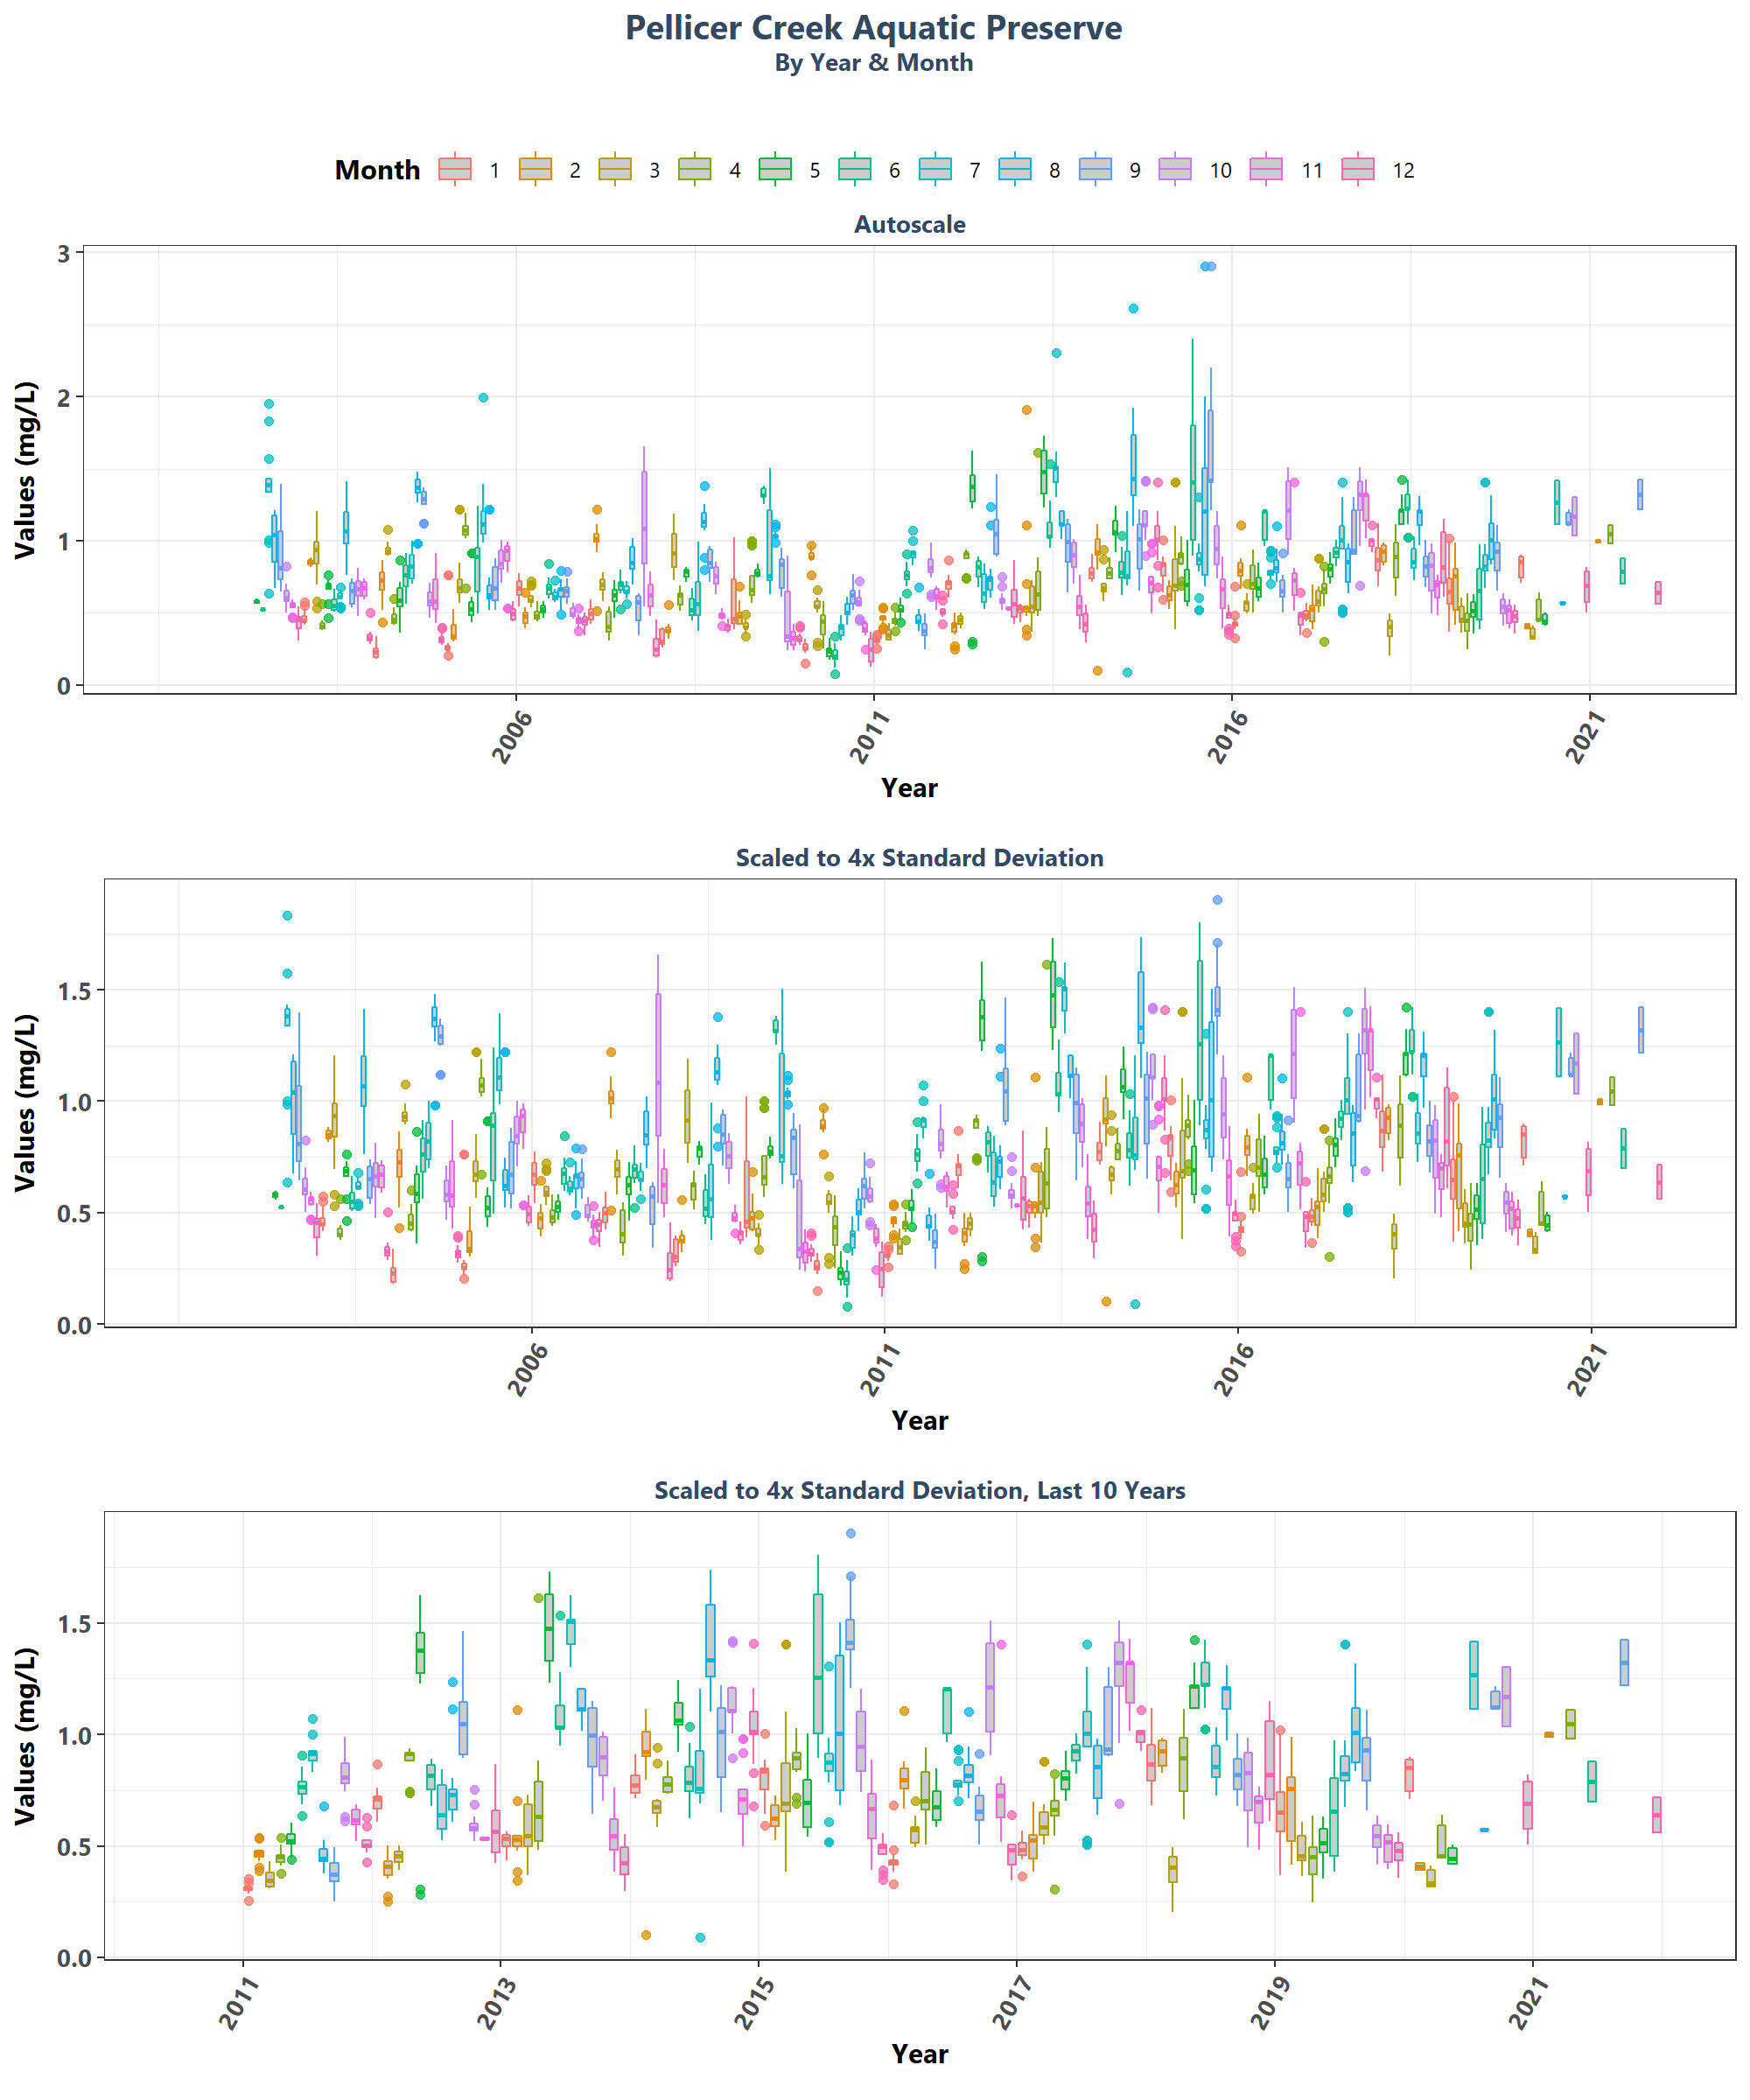 Pellicer Creek Aquatic Preserve
By Year & Month
Month 1 2 3 4 5 6 7 8 9 10 11 12
Autoscale
Values (mg/L)
3
2
1
0
2006 2011 2016 2021
Year
Scaled to 4x Standard Deviation
Values (mg/L)
1.5
1.0
0.5
0.0
2006 2011 2016 2021
Year
Scaled to 4x Standard Deviation, Last 10 Years
Values (mg/L)
1.5
1.0
0.5
0.0
2011 2013 2015 2017 2019 2021
Year